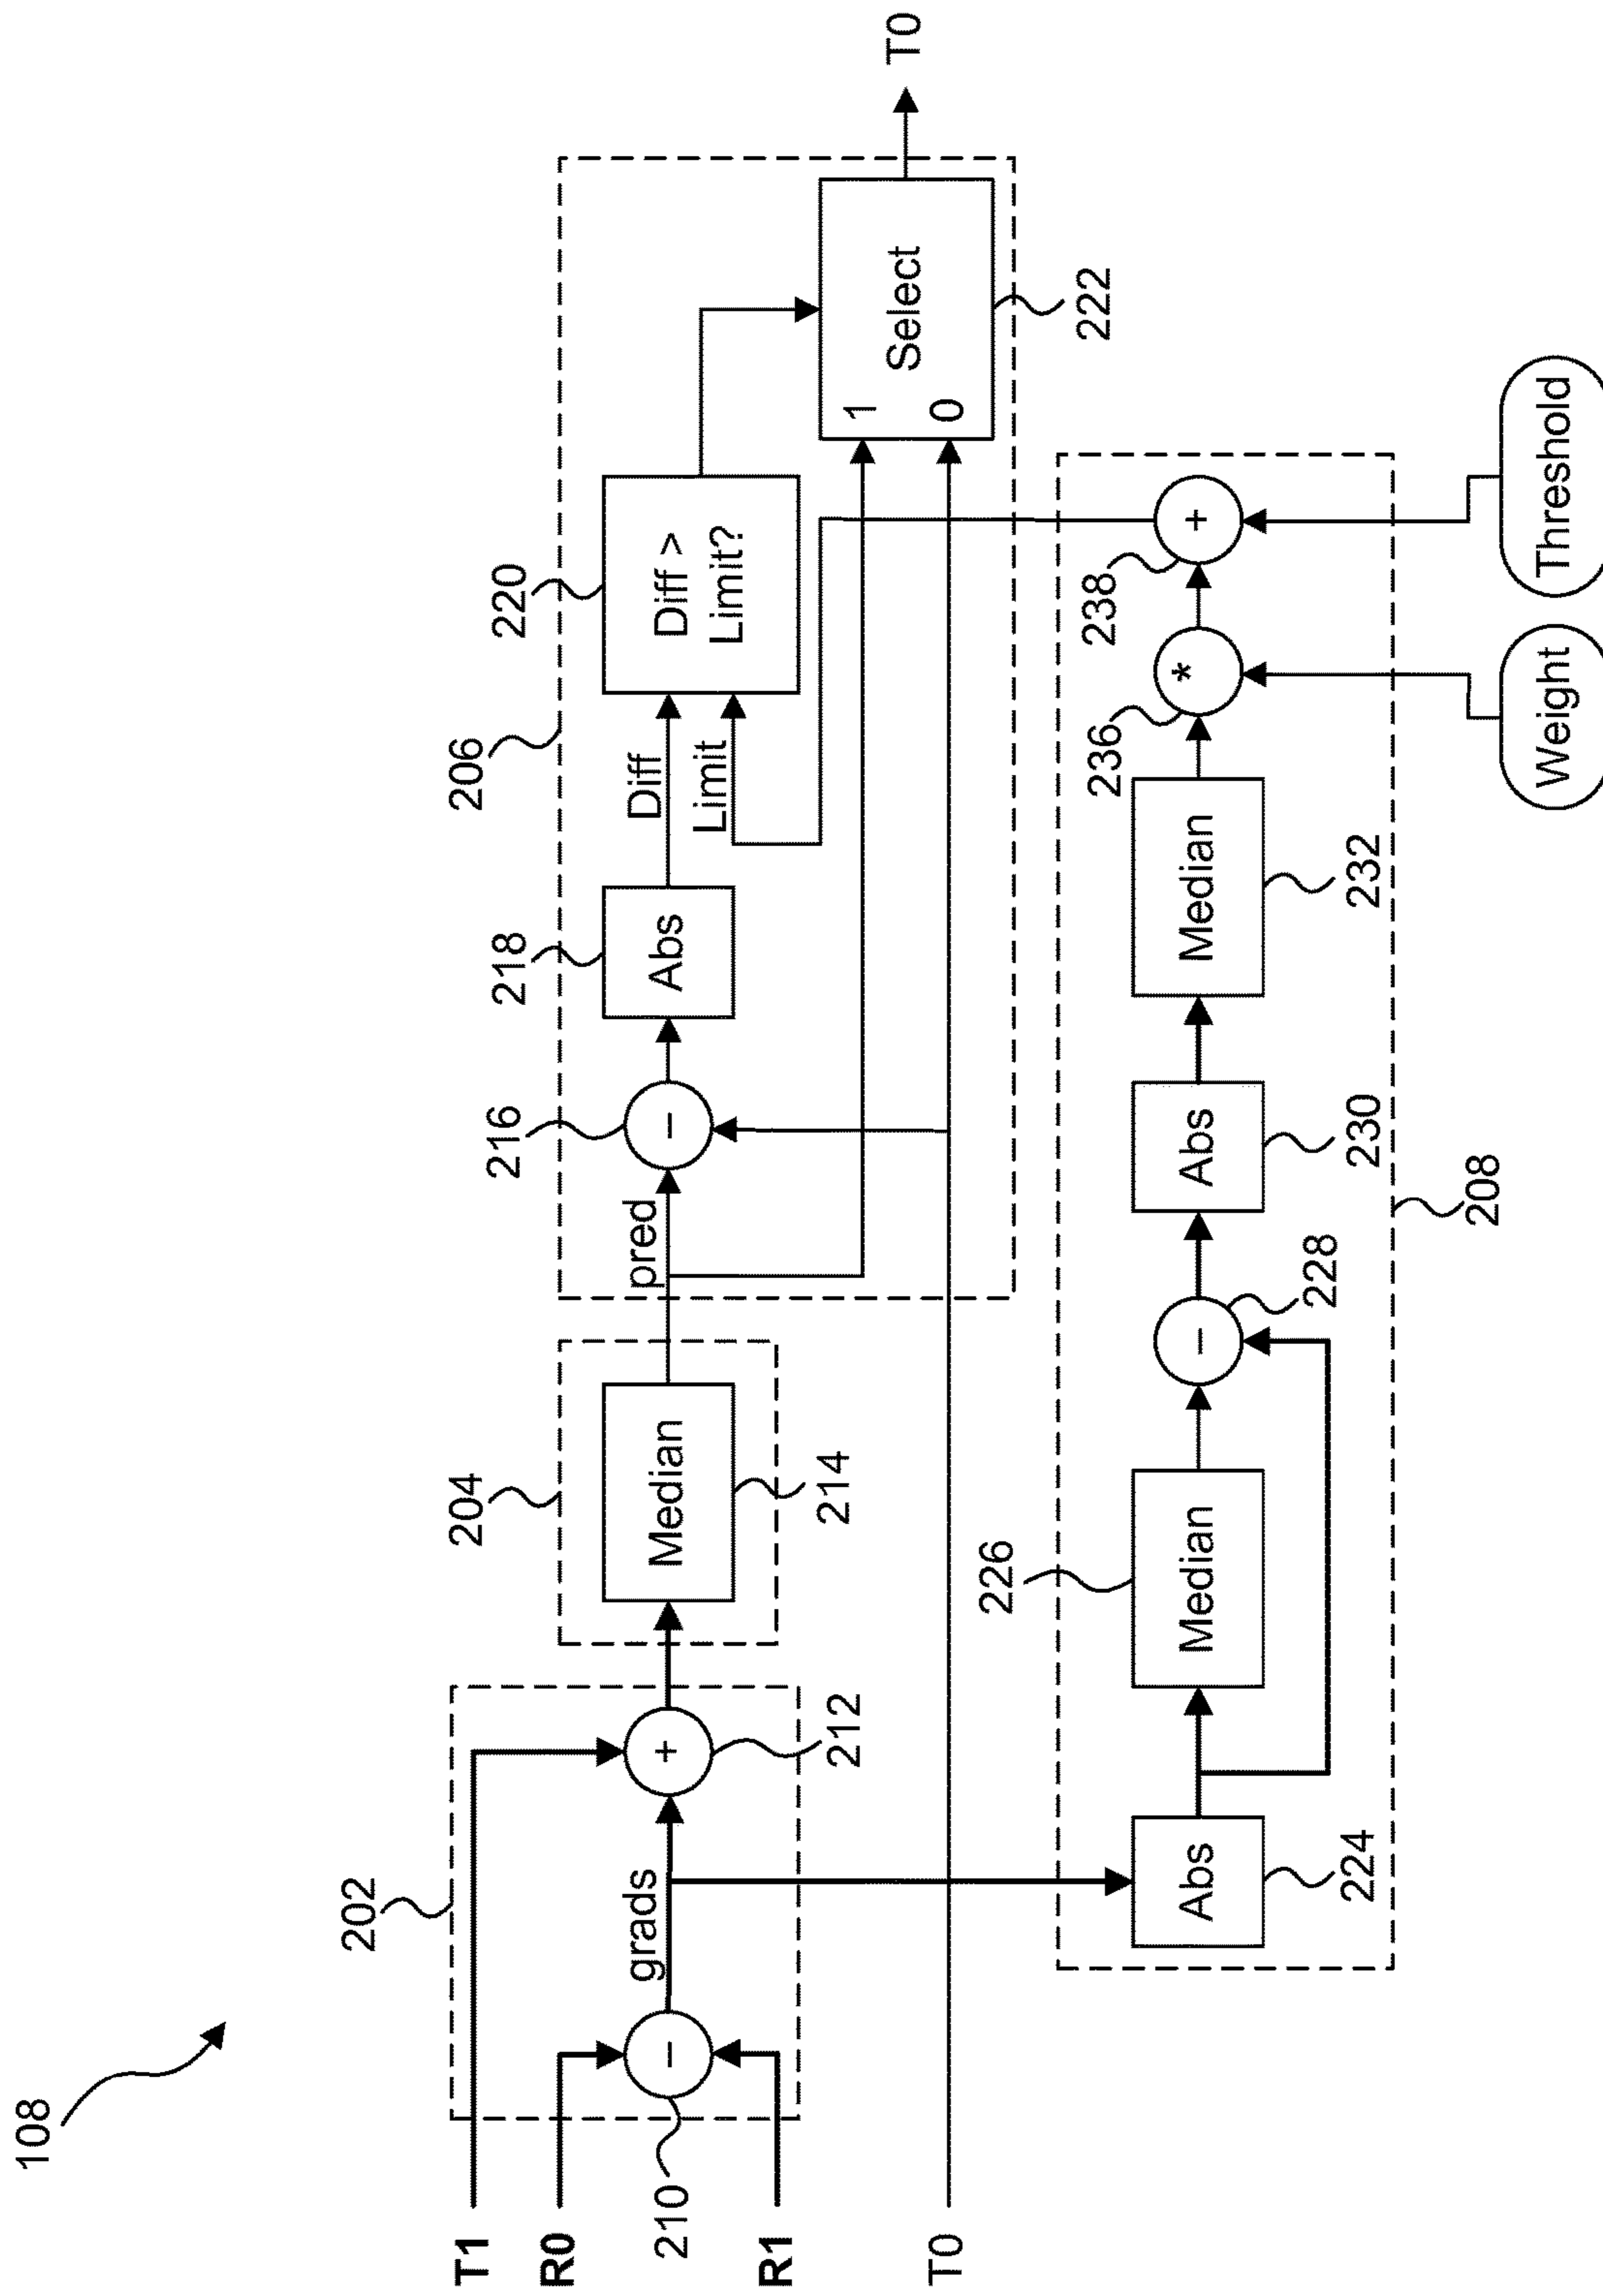 108
T1
R0
R1
T0
202
210
grads
+
−
212
204
Median
214
206
pred
−
216
Abs
218
Diff
Limit
Diff >
Limit?
220
1
0
Select
222
T0
Abs
224
Median
226
−
228
Abs
230
Median
232
*
236
+
238
208
Weight
Threshold